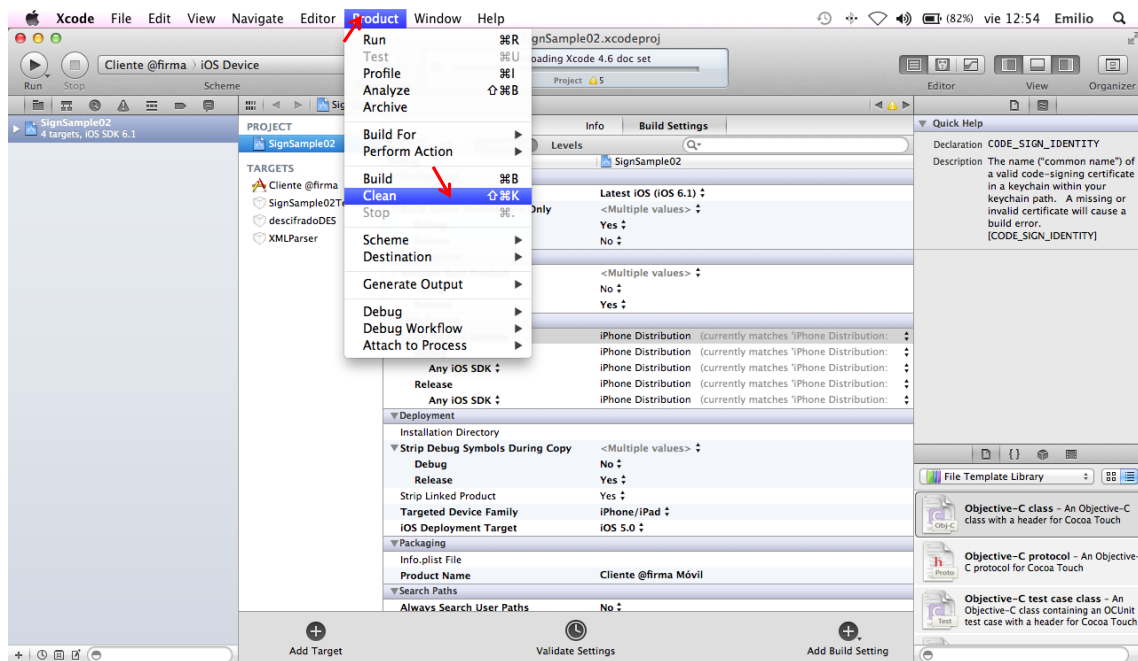 Xcode File Edit View Navigate Editor Product Window Help (82%) vie 12:54 Emilio
gnSample02.xcodeproj
Cliente @firma iOS Device
oading Xcode 4.6 doc set
Project 5
Run Stop Scheme Editor View Organizer
Run ⌘R
Test ⌘U
Profile ⌘I
Analyze ⇧⌘B
Archive
Build For
Perform Action
Build ⌘B
Clean ⇧⌘K
Stop ⌘.
Scheme
Destination
Generate Output
Debug
Debug Workflow
Attach to Process
SignSample02
4 targets, iOS SDK 6.1
Sig
PROJECT
SignSample02
TARGETS
Cliente @firma
SignSample02Te
descifradoDES
XMLParser
Info Build Settings
Levels
SignSample02
Latest iOS (iOS 6.1)
Only <Multiple values>
Yes
No
<Multiple values>
No
Yes
iPhone Distribution (currently matches 'iPhone Distribution:
iPhone Distribution (currently matches 'iPhone Distribution:
Any iOS SDK iPhone Distribution (currently matches 'iPhone Distribution:
Release iPhone Distribution (currently matches 'iPhone Distribution:
Any iOS SDK iPhone Distribution (currently matches 'iPhone Distribution:
Deployment
Installation Directory
Strip Debug Symbols During Copy <Multiple values>
Debug No
Release Yes
Strip Linked Product Yes
Targeted Device Family iPhone/iPad
iOS Deployment Target iOS 5.0
Packaging
Info.plist File
Product Name Cliente @firma Móvil
Search Paths
Always Search User Paths No
Add Target Validate Settings Add Build Setting
Quick Help
Declaration CODE_SIGN_IDENTITY
Description The name ("common name") of
a valid code-signing certificate
in a keychain within your
keychain path. A missing or
invalid certificate will cause a
build error.
[CODE_SIGN_IDENTITY]
{}
File Template Library
Obj-C
Objective-C class - An Objective-C
class with a header for Cocoa Touch
h
Proto
Objective-C protocol - An Objective-
C protocol for Cocoa Touch
Test
Objective-C test case class - An
Objective-C class containing an OCUnit
test case with a header for Cocoa Touch